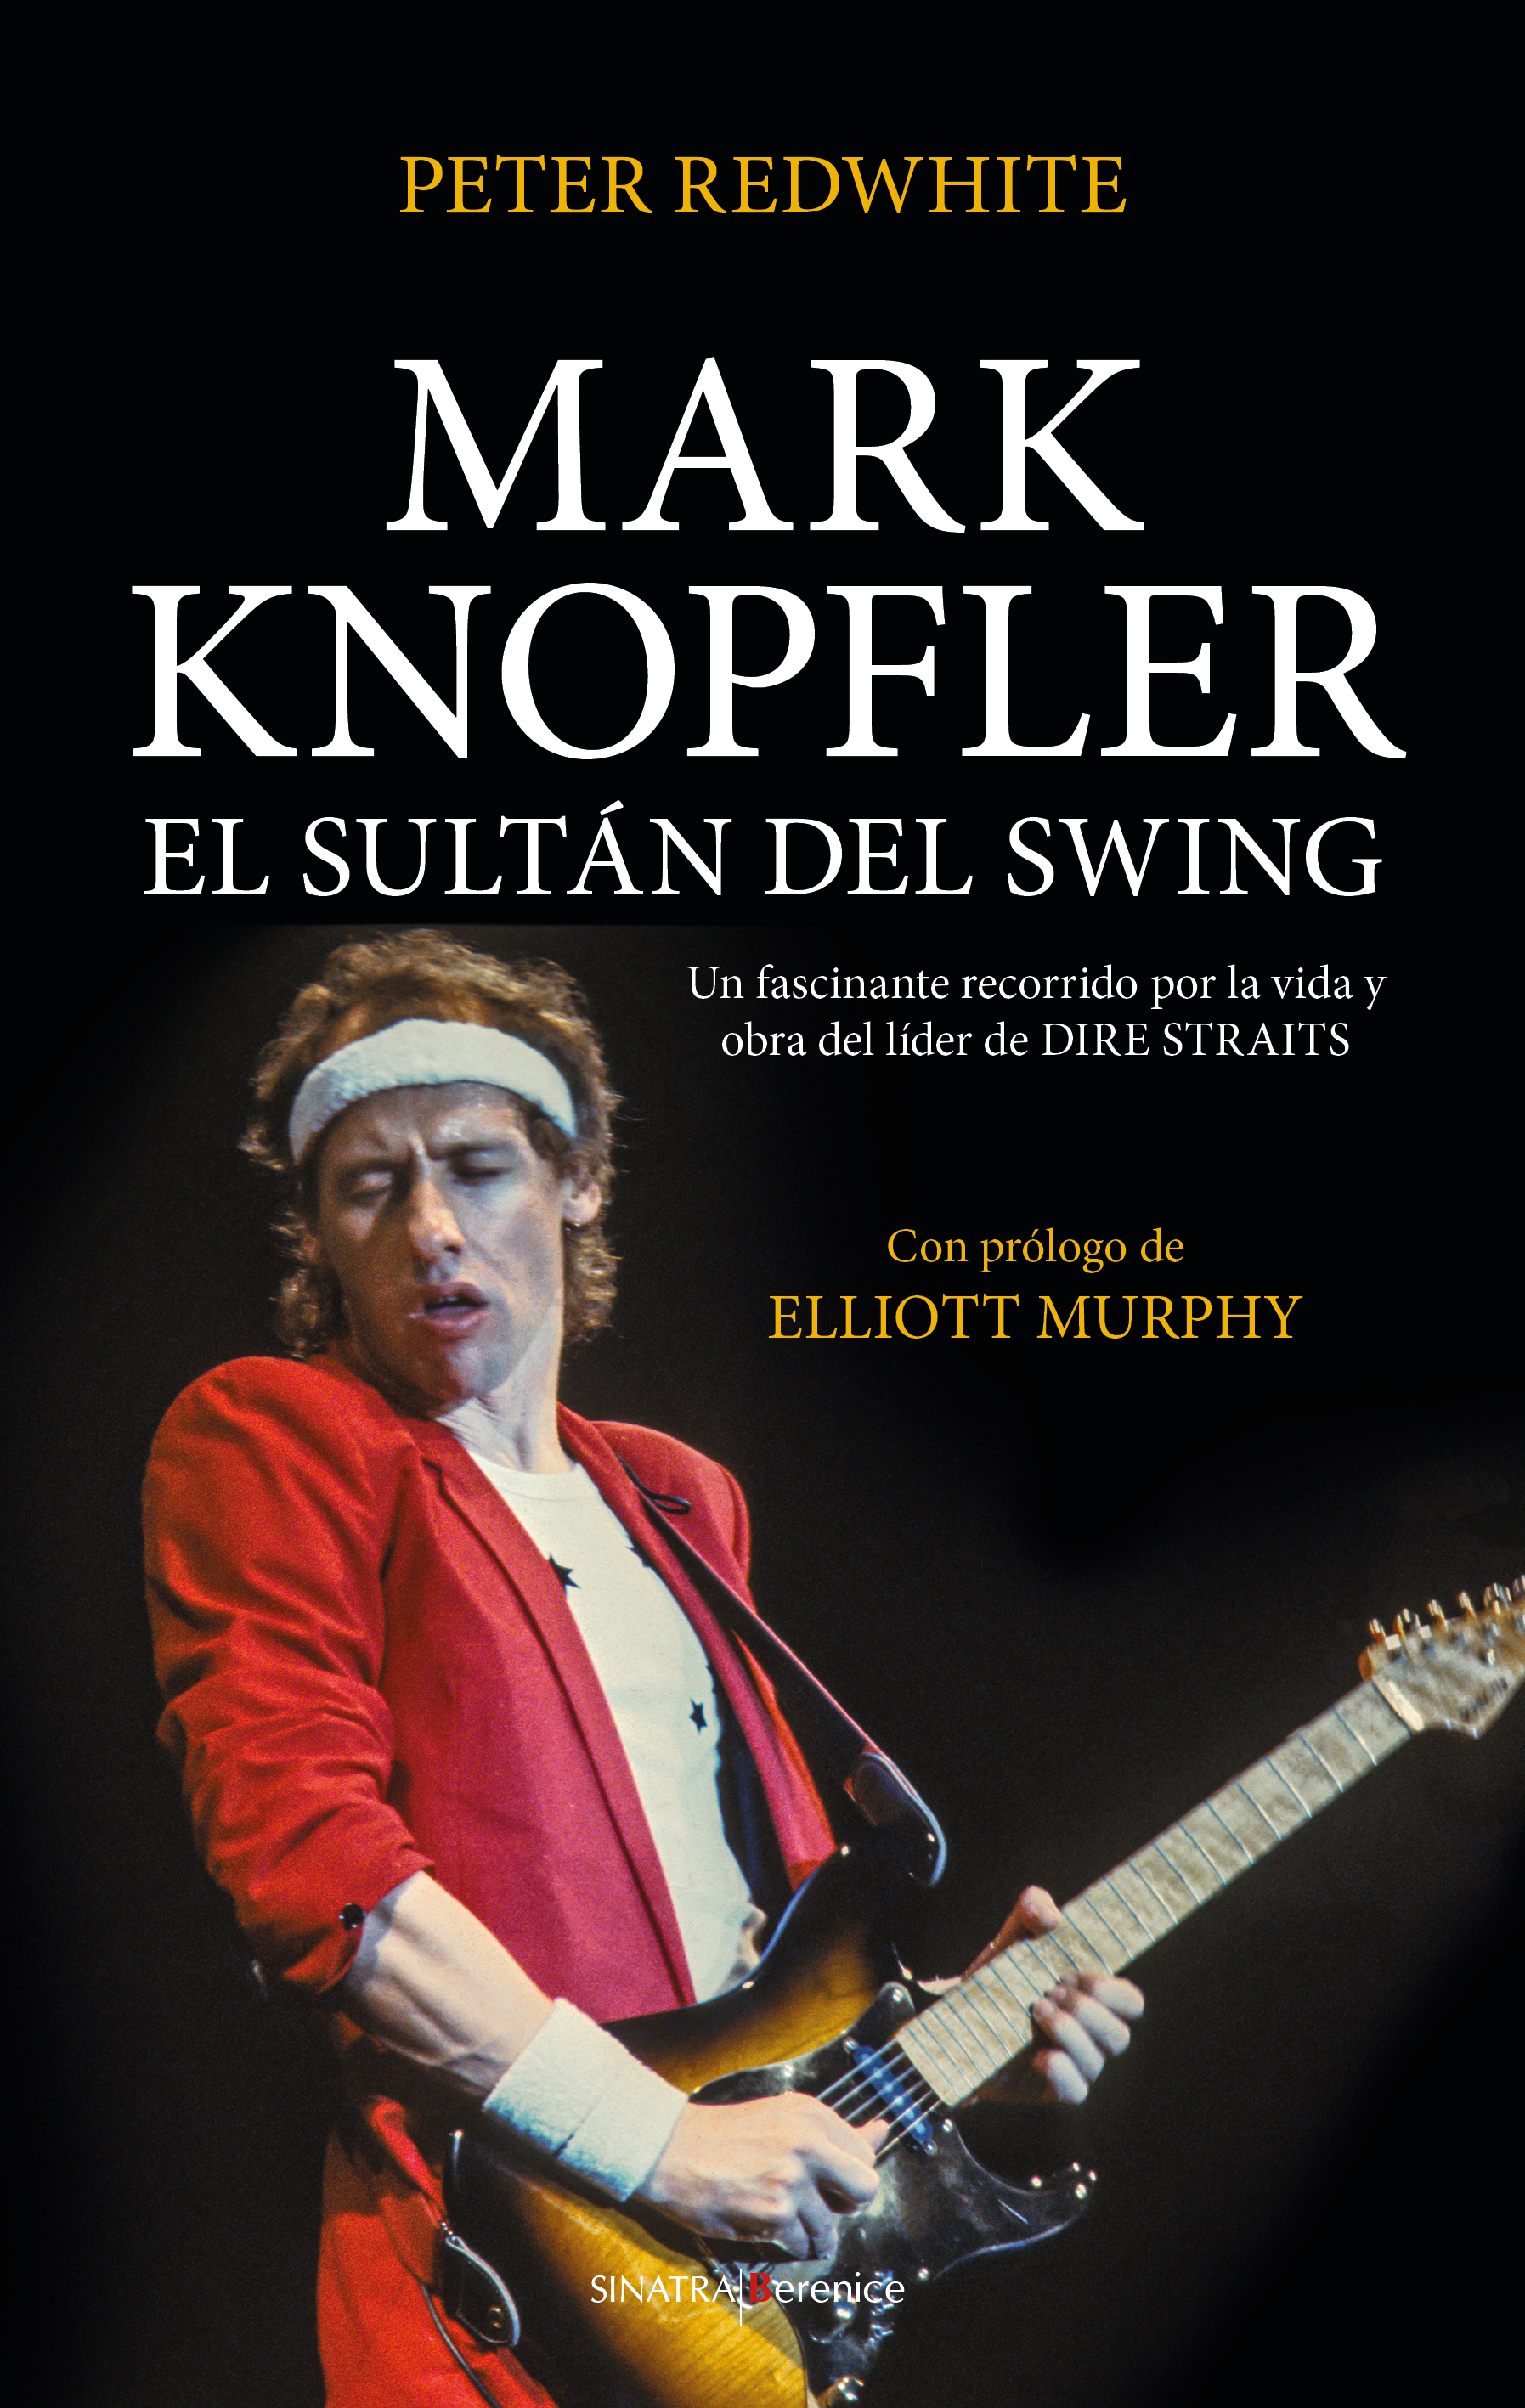 PETER REDWHITE
MARK
KNOPFLER
EL SULTÁN DEL SWING
Un fascinante recorrido por la vida y
obra del líder de DIRE STRAITS
Con prólogo de
ELLIOTT MURPHY
SINATRA|Berenice